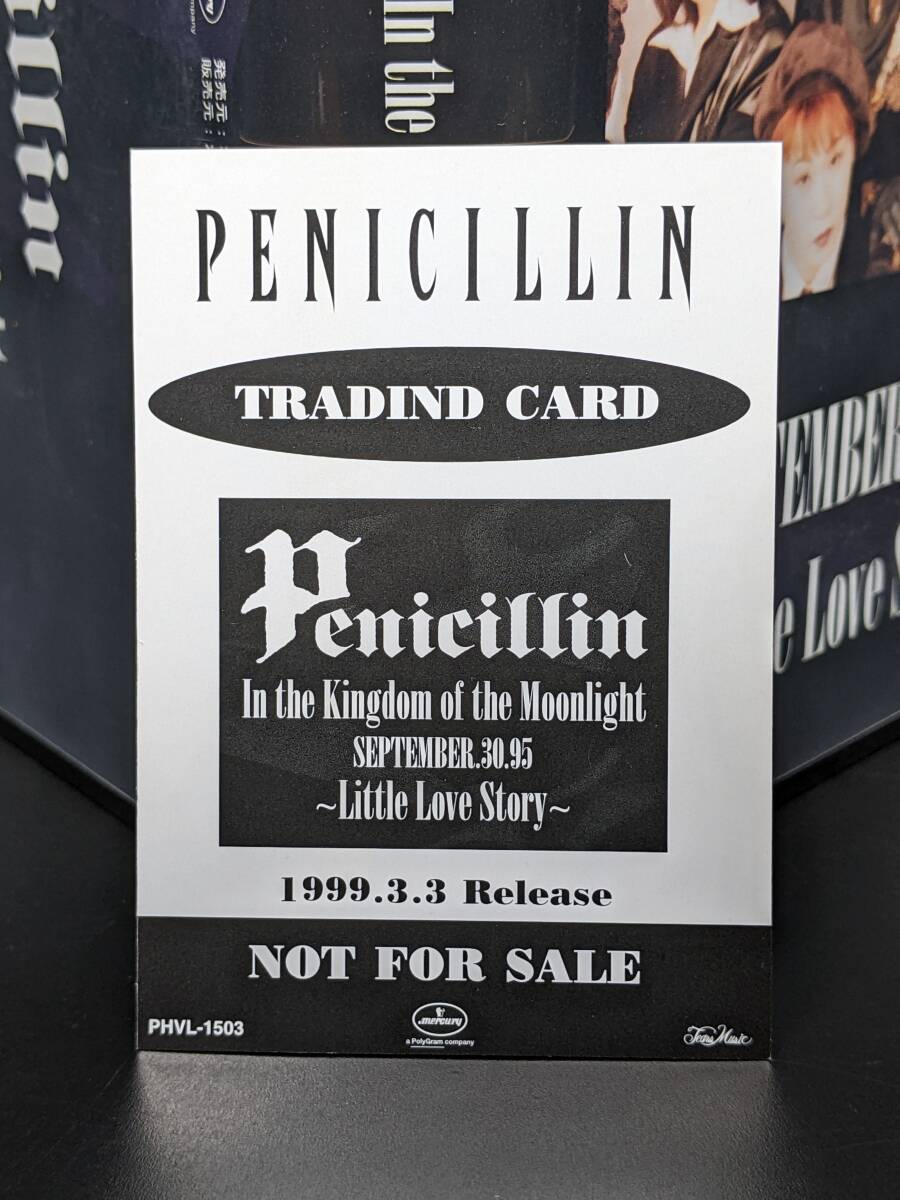 In the
発売元:
販売元:
PENICILLIN
TRADIND CARD
Penicillin
In the Kingdom of the Moonlight
SEPTEMBER.30.95
~Little Love Story~
1999.3.3 Release
NOT FOR SALE
PHVL-1503
mercury
a PolyGram company
Tears Music
TEMBER
e Love S